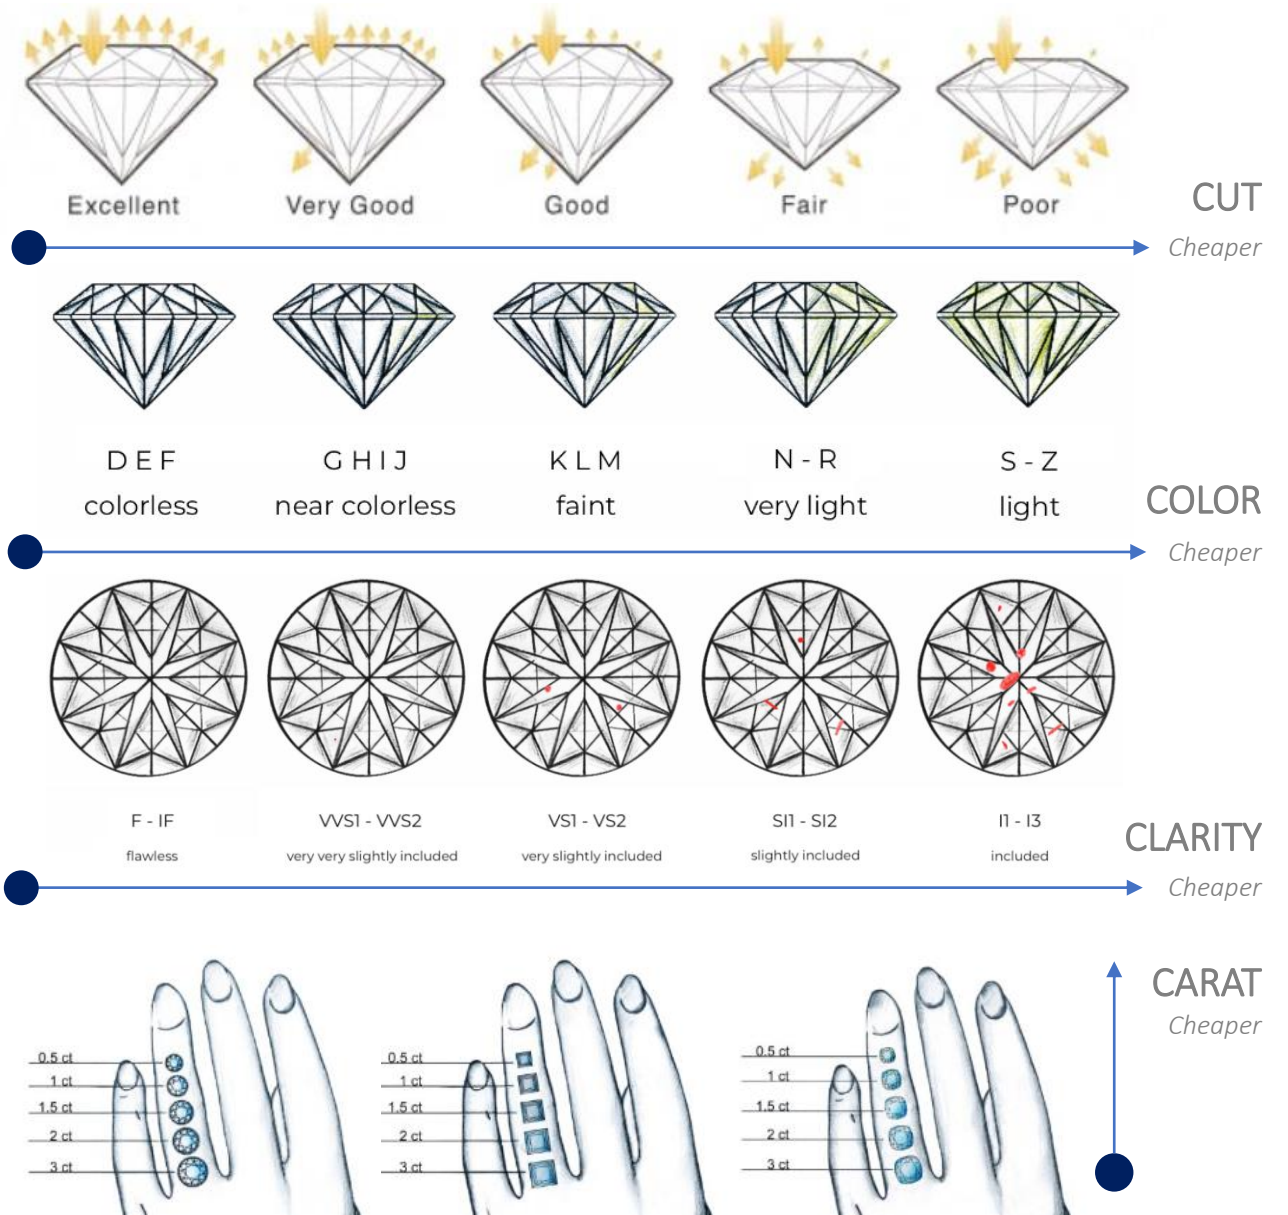 Excellent
Very Good
Good
Fair
Poor
CUT
Cheaper
D E F
G H I J
K L M
N - R
S - Z
colorless
near colorless
faint
very light
light
COLOR
Cheaper
F - IF
VVS1 - VVS2
VS1 - VS2
SI1 - SI2
I1 - I3
flawless
very very slightly included
very slightly included
slightly included
included
CLARITY
Cheaper
CARAT
Cheaper
0.5 ct
1 ct
1.5 ct
2 ct
3 ct
0.5 ct
1 ct
1.5 ct
2 ct
3 ct
0.5 ct
1 ct
1.5 ct
2 ct
3 ct